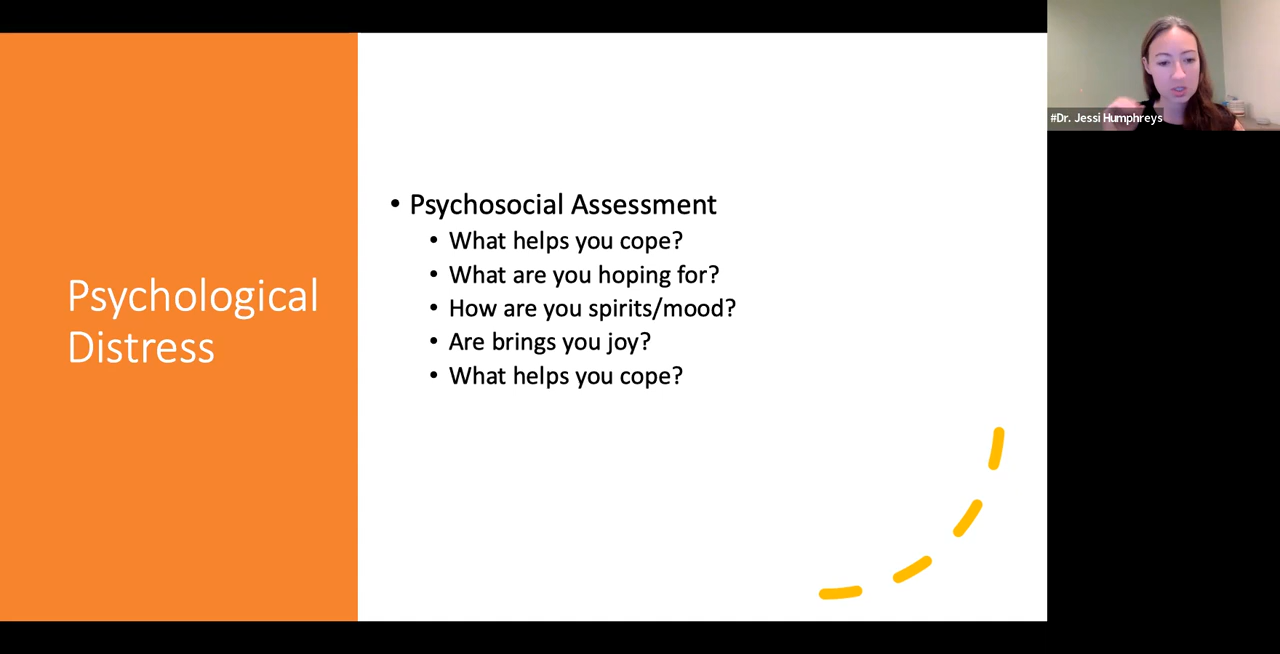 #Dr. Jessi Humphreys
Psychological
Distress
• Psychosocial Assessment
• What helps you cope?
• What are you hoping for?
• How are you spirits/mood?
• Are brings you joy?
• What helps you cope?